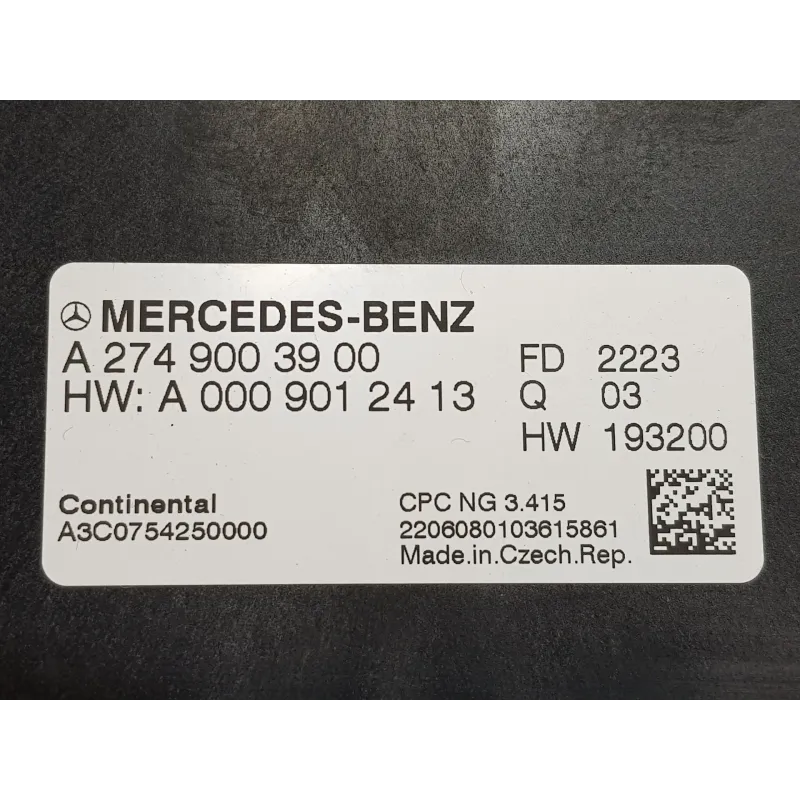 MERCEDES-BENZ
A 274 900 39 00 FD 2223
HW: A 000 901 24 13 Q 03
HW 193200
Continental CPC NG 3.415
A3C0754250000 2206080103615861
Made.in.Czech.Rep.